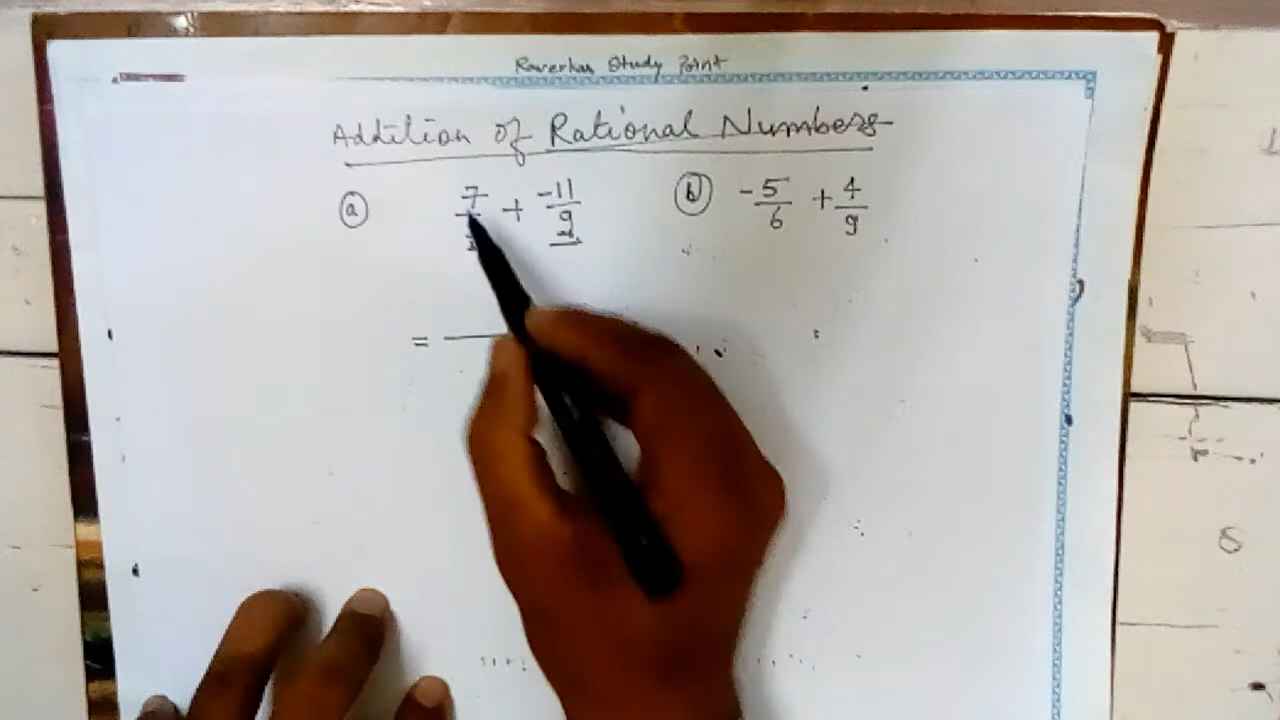 Raverkar Study Point
Addition of Rational Numbers
(a) 7/ + -11/9 (b) -5/6 + 4/9
=